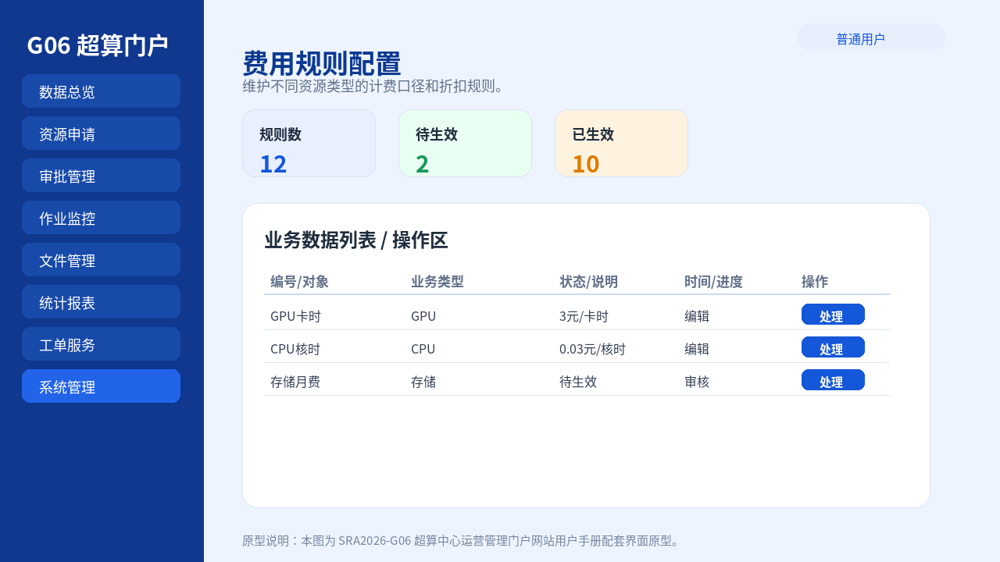 G06 超算门户
数据总览
资源申请
审批管理
作业监控
文件管理
统计报表
工单服务
系统管理
普通用户
费用规则配置
维护不同资源类型的计费口径和折扣规则。
规则数
12
待生效
2
已生效
10
业务数据列表 / 操作区
编号/对象 业务类型 状态/说明 时间/进度 操作
GPU卡时 GPU 3元/卡时 编辑 处理
CPU核时 CPU 0.03元/核时 编辑 处理
存储月费 存储 待生效 审核 处理
原型说明：本图为 SRA2026-G06 超算中心运营管理门户网站用户手册配套界面原型。